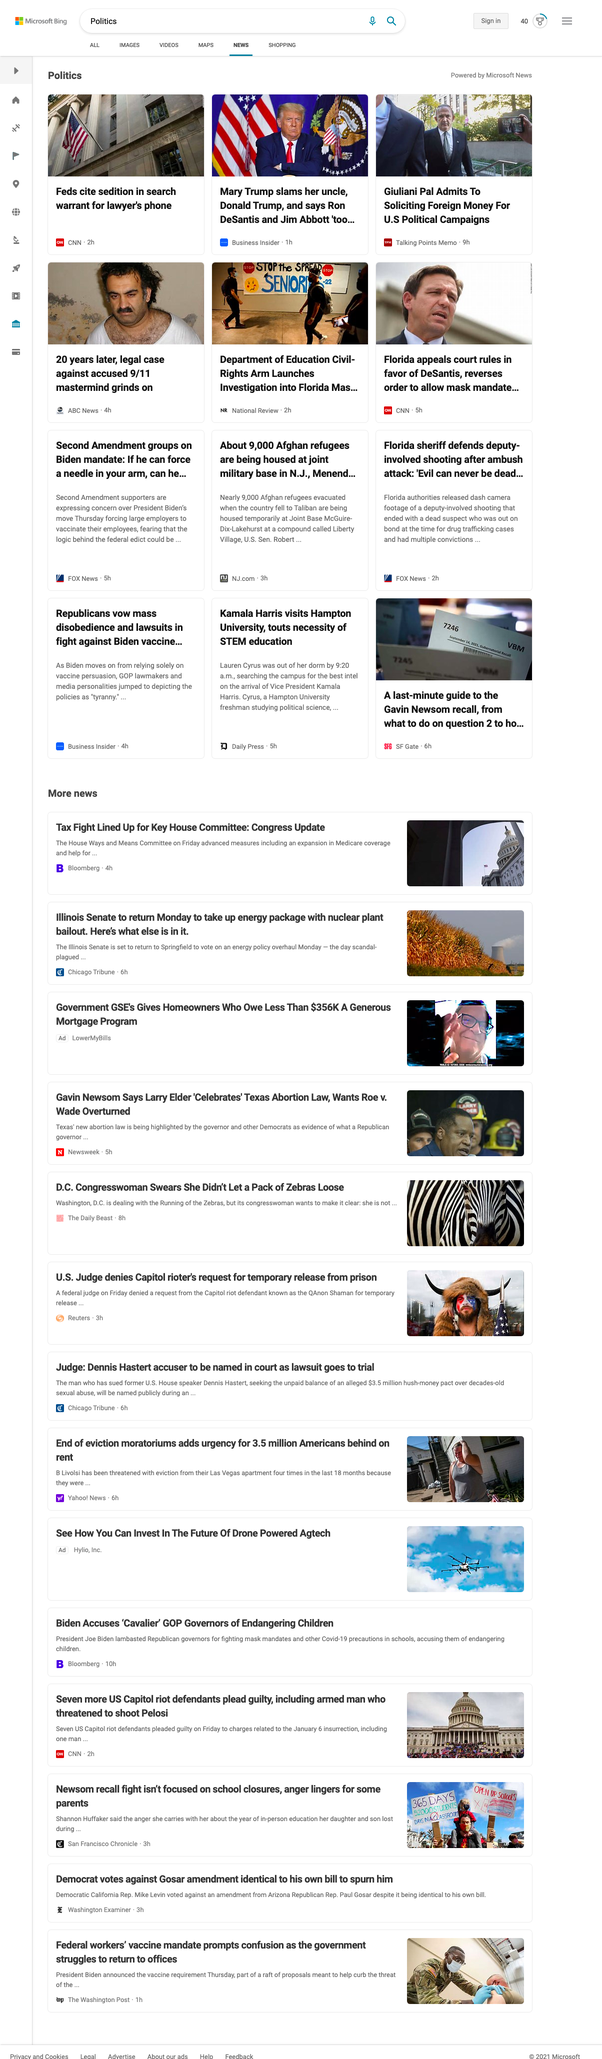 Microsoft Bing
Politics
Sign in
40
ALL
IMAGES
VIDEOS
MAPS
NEWS
SHOPPING
Politics
Powered by Microsoft News
Feds cite sedition in search
warrant for lawyer's phone
CNN · 2h
Mary Trump slams her uncle,
Donald Trump, and says Ron
DeSantis and Jim Abbott 'too...
Business Insider · 1h
Giuliani Pal Admits To
Soliciting Foreign Money For
U.S Political Campaigns
Talking Points Memo · 9h
20 years later, legal case
against accused 9/11
mastermind grinds on
ABC News · 4h
STOP the SPREAD
SENIOR
-22
Department of Education Civil-
Rights Arm Launches
Investigation into Florida Mas...
NR National Review · 2h
Florida appeals court rules in
favor of DeSantis, reverses
order to allow mask mandate...
CNN · 5h
Second Amendment groups on
Biden mandate: If he can force
a needle in your arm, can he...
Second Amendment supporters are
expressing concern over President Biden's
move Thursday forcing large employers to
vaccinate their employees, fearing that the
logic behind the federal edict could be ...
FOX News · 5h
About 9,000 Afghan refugees
are being housed at joint
military base in N.J., Menend...
Nearly 9,000 Afghan refugees evacuated
when the country fell to Taliban are being
housed temporarily at Joint Base McGuire-
Dix-Lakehurst at a compound called Liberty
Village, U.S. Sen. Robert ...
NJ.com · 3h
Florida sheriff defends deputy-
involved shooting after ambush
attack: 'Evil can never be dead...
Florida authorities released dash camera
footage of a deputy-involved shooting that
ended with a dead suspect who was out on
bond at the time for drug trafficking cases
and had multiple convictions ...
FOX News · 2h
Republicans vow mass
disobedience and lawsuits in
fight against Biden vaccine...
As Biden moves on from relying solely on
vaccine persuasion, GOP lawmakers and
media personalities jumped to depicting the
policies as "tyranny." ...
Business Insider · 4h
Kamala Harris visits Hampton
University, touts necessity of
STEM education
Lauren Cyrus was out of her dorm by 9:20
a.m., searching the campus for the best intel
on the arrival of Vice President Kamala
Harris. Cyrus, a Hampton University
freshman studying political science, ...
Daily Press · 5h
7246
VBM
7245
VBM
A last-minute guide to the
Gavin Newsom recall, from
what to do on question 2 to ho...
SF Gate · 6h
More news
Tax Fight Lined Up for Key House Committee: Congress Update
The House Ways and Means Committee on Friday advanced measures including an expansion in Medicare coverage
and help for ...
Bloomberg · 4h
Illinois Senate to return Monday to take up energy package with nuclear plant
bailout. Here's what else is in it.
The Illinois Senate is set to return to Springfield to vote on an energy policy overhaul Monday — the day scandal-
plagued ...
Chicago Tribune · 6h
Government GSE's Gives Homeowners Who Owe Less Than $356K A Generous
Mortgage Program
Ad LowerMyBills
Gavin Newsom Says Larry Elder 'Celebrates' Texas Abortion Law, Wants Roe v.
Wade Overturned
Texas' new abortion law is being highlighted by the governor and other Democrats as evidence of what a Republican
governor ...
Newsweek · 5h
D.C. Congresswoman Swears She Didn't Let a Pack of Zebras Loose
Washington, D.C. is dealing with the Running of the Zebras, but its congresswoman wants to make it clear: she is not ...
The Daily Beast · 8h
U.S. Judge denies Capitol rioter's request for temporary release from prison
A federal judge on Friday denied a request from the Capitol riot defendant known as the QAnon Shaman for temporary
release ...
Reuters · 3h
Judge: Dennis Hastert accuser to be named in court as lawsuit goes to trial
The man who has sued former U.S. House speaker Dennis Hastert, seeking the unpaid balance of an alleged $3.5 million hush-money pact over decades-old
sexual abuse, will be named publicly during an ...
Chicago Tribune · 6h
End of eviction moratoriums adds urgency for 3.5 million Americans behind on
rent
B Livolsi has been threatened with eviction from their Las Vegas apartment four times in the last 18 months because
they were ...
Yahoo! News · 6h
See How You Can Invest In The Future Of Drone Powered Agtech
Ad Hylio, Inc.
Biden Accuses 'Cavalier' GOP Governors of Endangering Children
President Joe Biden lambasted Republican governors for fighting mask mandates and other Covid-19 precautions in schools, accusing them of endangering
children.
Bloomberg · 10h
Seven more US Capitol riot defendants plead guilty, including armed man who
threatened to shoot Pelosi
Seven US Capitol riot defendants pleaded guilty on Friday to charges related to the January 6 insurrection, including
one man ...
CNN · 2h
Newsom recall fight isn't focused on school closures, anger lingers for some
parents
Shannon Huffaker said the anger she carries with her about the year of in-person education her daughter and son lost
during ...
San Francisco Chronicle · 3h
365 DAYS
OPEN UP
Democrat votes against Gosar amendment identical to his own bill to spurn him
Democratic California Rep. Mike Levin voted against an amendment from Arizona Republican Rep. Paul Gosar despite it being identical to his own bill.
Washington Examiner · 3h
Federal workers' vaccine mandate prompts confusion as the government
struggles to return to offices
President Biden announced the vaccine requirement Thursday, part of a raft of proposals meant to help curb the threat
of the ...
wp The Washington Post · 1h
Privacy and Cookies
Legal
Advertise
About our ads
Help
Feedback
© 2021 Microsoft